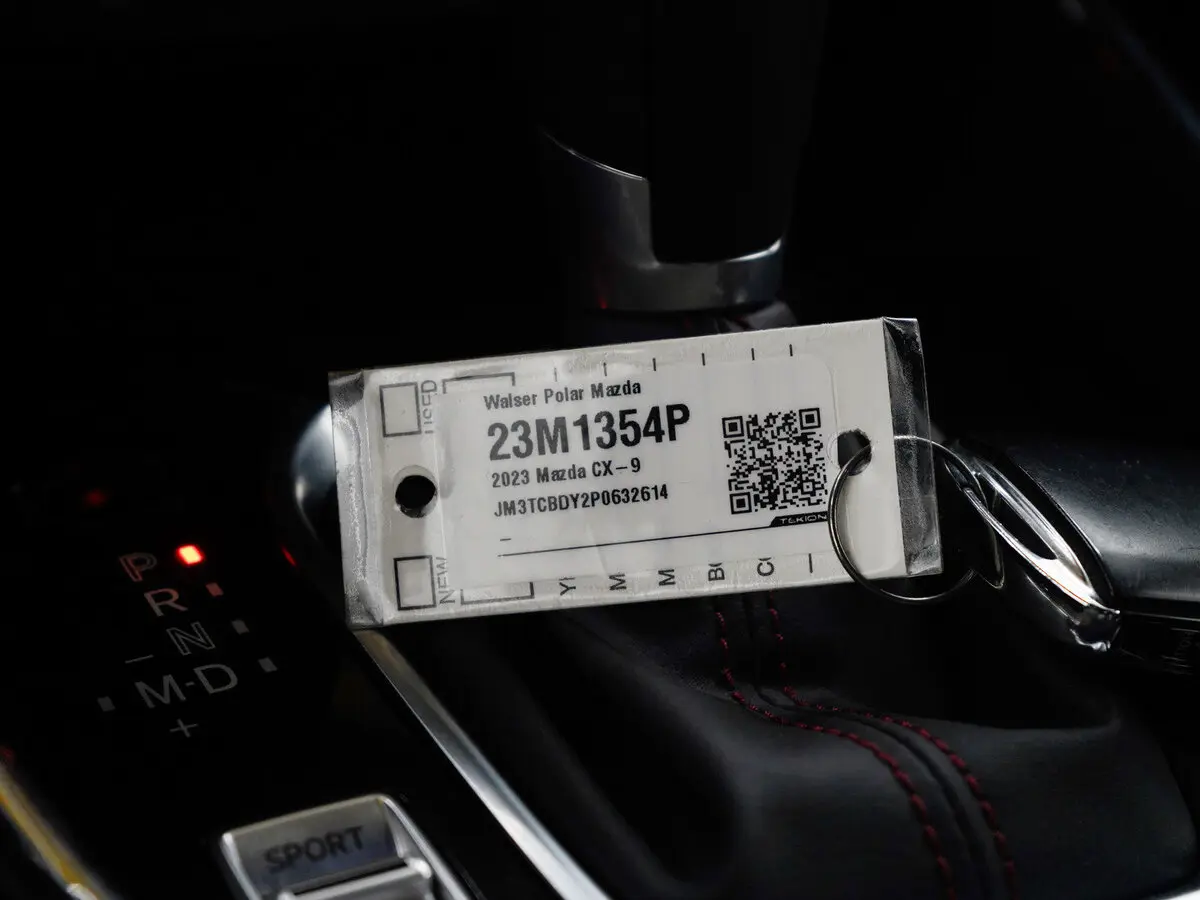 USED
Walser Polar Mazda
23M1354P
2023 Mazda CX-9
JM3TCBDY2P0632614
TEKION
NEW
P
R
N
–
M-D
+
SPORT